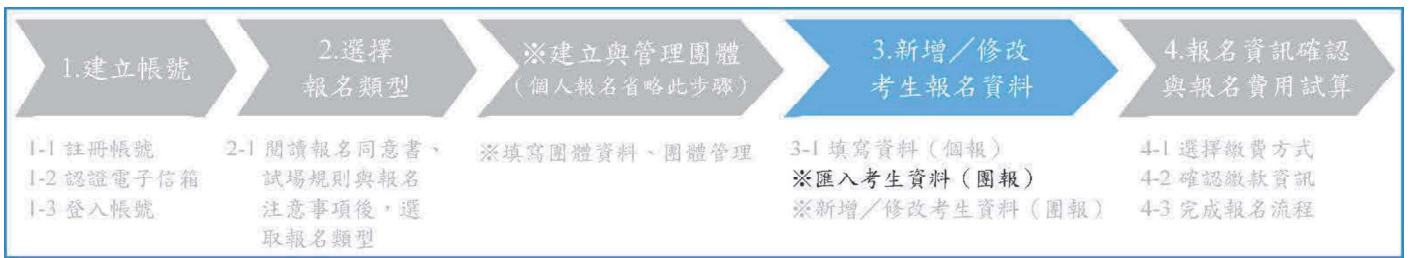 1.建立帳號
2.選擇
報名類型
※建立與管理團體
(個人報名省略此步驟)
3.新增／修改
考生報名資料
4.報名資訊確認
與報名費用試算
1-1 註冊帳號
1-2 認證電子信箱
1-3 登入帳號
2-1 閱讀報名同意書、
試場規則與報名
注意事項後，選
取報名類型
※填寫團體資料、團體管理
3-1 填寫資料（個報）
※匯入考生資料（團報）
※新增／修改考生資料（團報）
4-1 選擇繳費方式
4-2 確認繳款資訊
4-3 完成報名流程